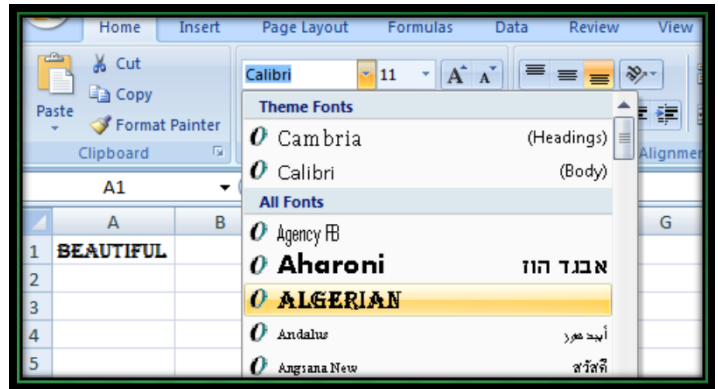 Home Insert Page Layout Formulas Data Review View
Cut
Calibri 11 A A
Copy
Paste
Format Painter
Clipboard
Alignmen
Theme Fonts
Cambria (Headings)
Calibri (Body)
All Fonts
Agency FB
Aharoni אבגד הוז
ALGERIAN
Andalus أبجد هوز
Angsana New สวัสดี
A1
A B G
1 BEAUTIFUL
2
3
4
5